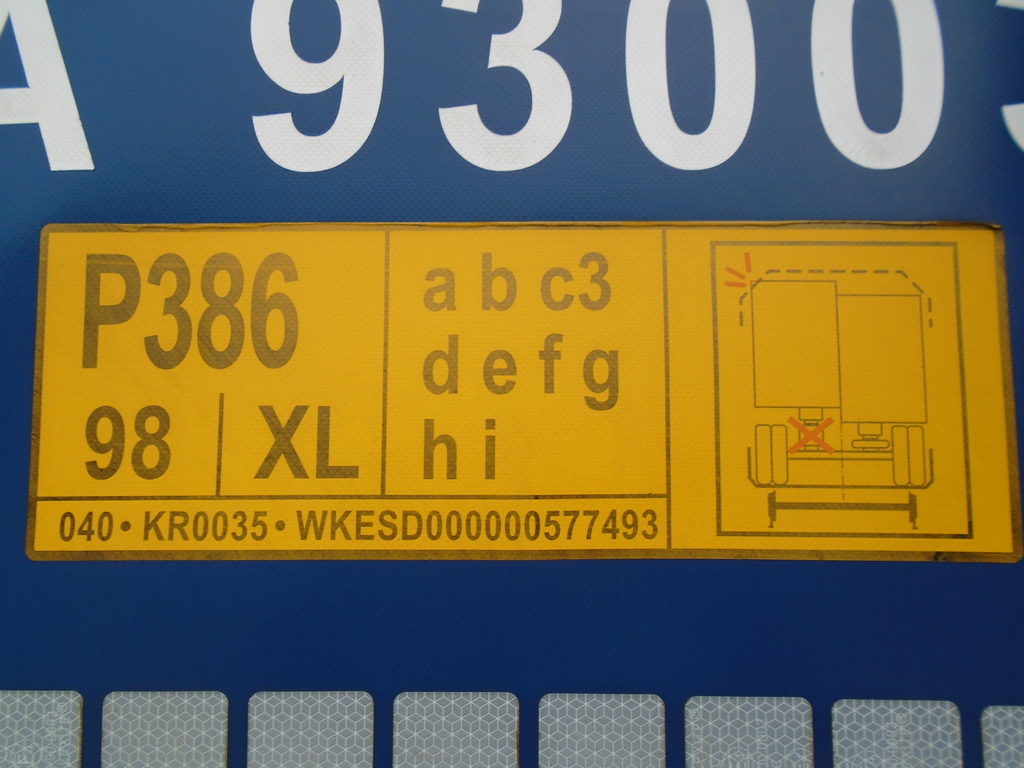 A 9300
P386
98 XL
a b c3
d e f g
h i
040 • KR0035 • WKESD000000577493